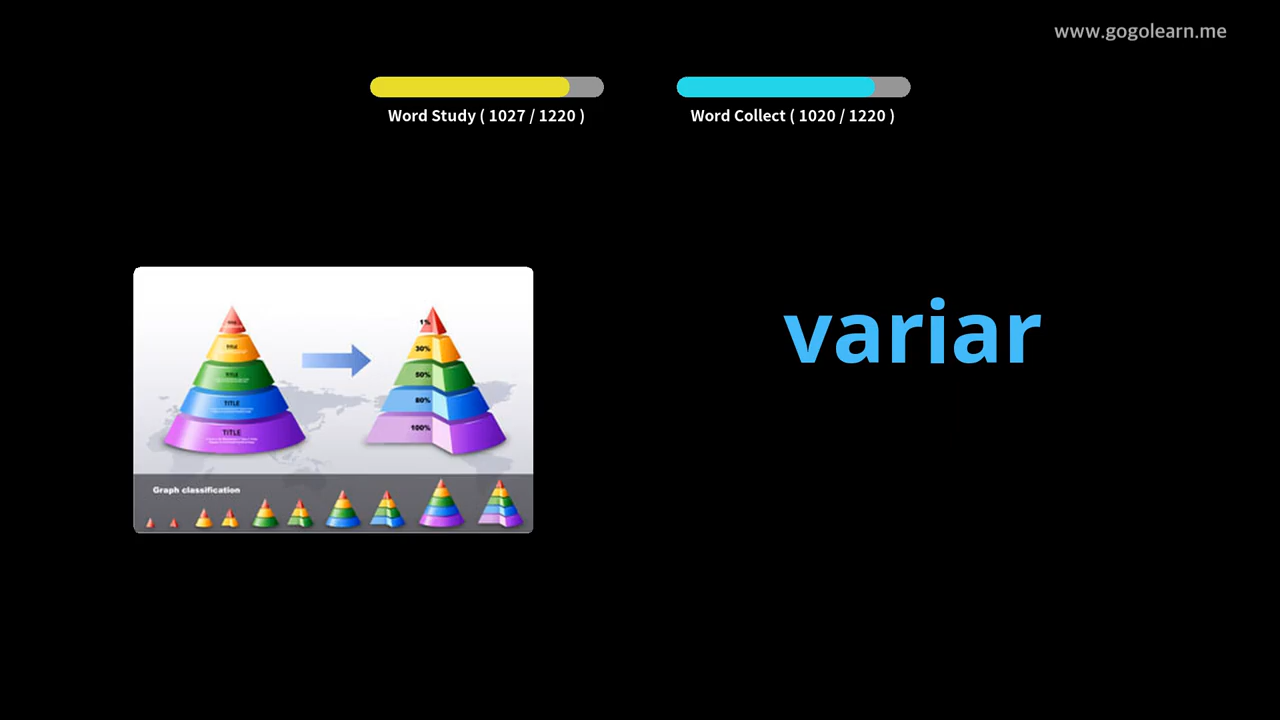 www.gogolearn.me
Word Study ( 1027 / 1220 )
Word Collect ( 1020 / 1220 )
variar
1%
30%
TITLE
50%
TITLE
80%
TITLE
100%
TITLE
Graph classification